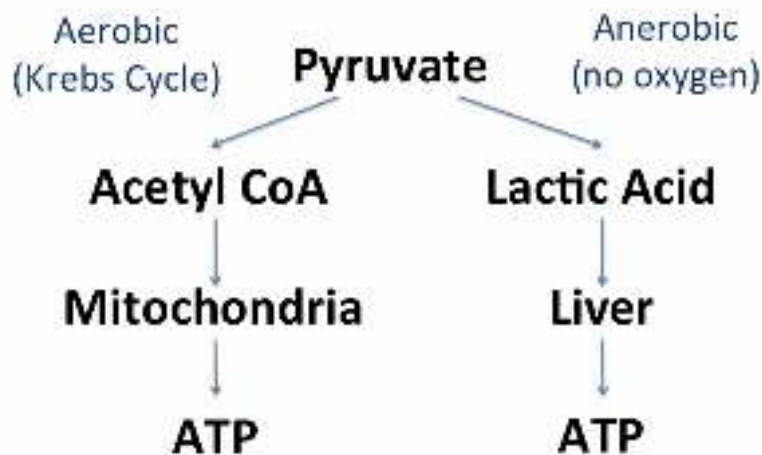 Aerobic
(Krebs Cycle)
Pyruvate
Anerobic
(no oxygen)
Acetyl CoA
Lactic Acid
Mitochondria
Liver
ATP
ATP